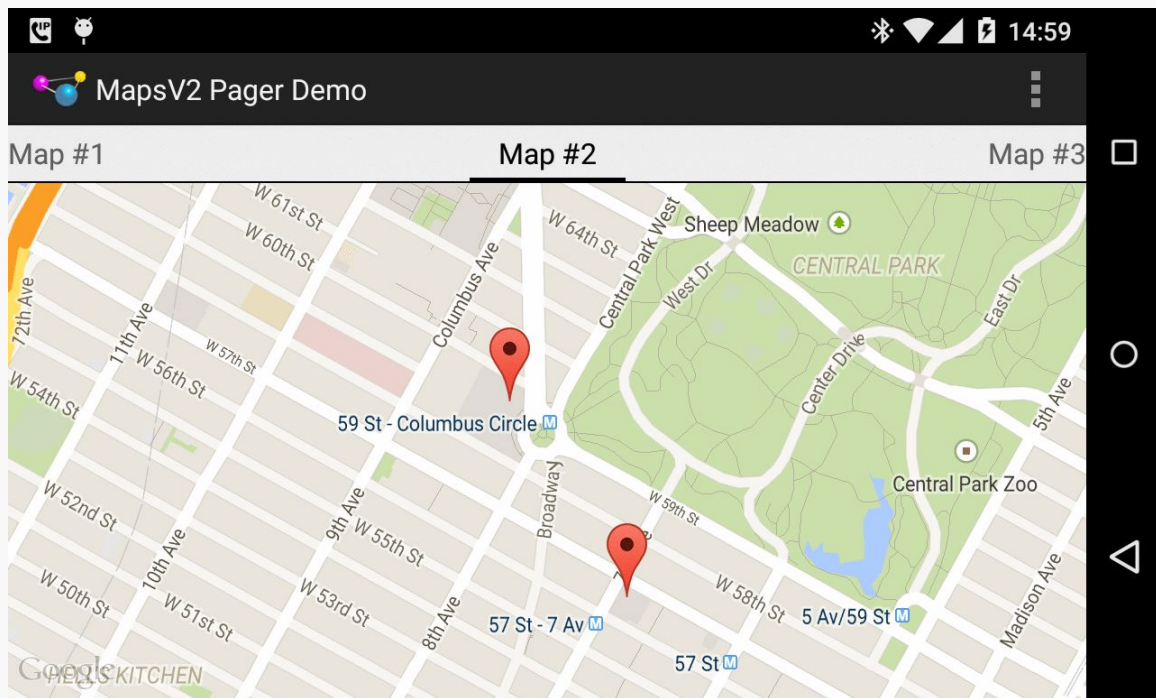 IP
14:59
MapsV2 Pager Demo
Map #1
Map #2
Map #3
W 61st St
W 60th St
W 64th St
Central Park West
Sheep Meadow
CENTRAL PARK
West Dr
East Dr
12th Ave
11th Ave
Columbus Ave
W 57th St
W 56th St
W 54th St
Center Drive
5th Ave
59 St - Columbus Circle M
Central Park Zoo
W 52nd St
9th Ave
Broadway
W 59th St
W 55th St
10th Ave
W 50th St
W 51st St
W 53rd St
8th Ave
W 58th St
Madison Ave
57 St - 7 Av M
5 Av/59 St M
57 St M
Google
HELL'S KITCHEN